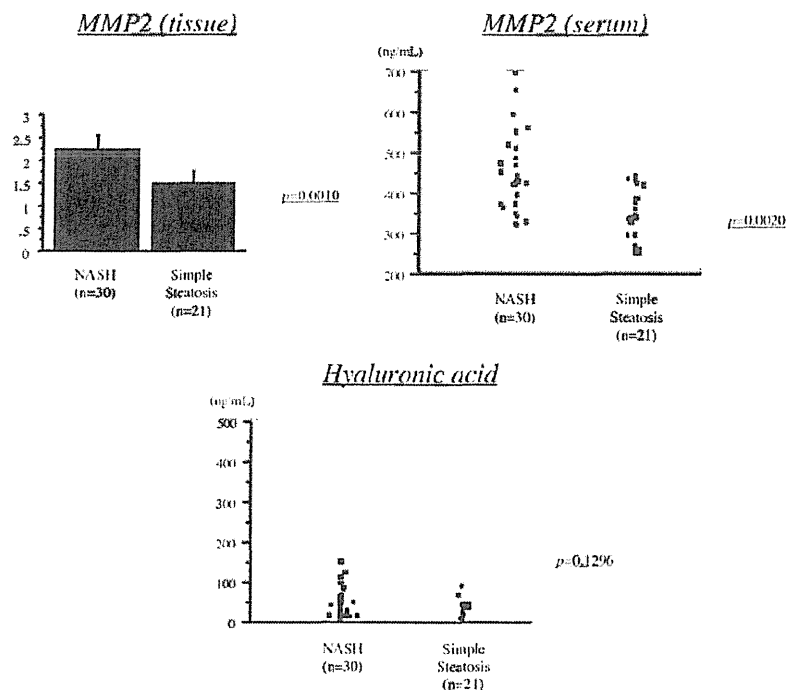 MMP2 (tissue)
3
2.5
2
1.5
1
.5
0
NASH
(n=30)
Simple
Steatosis
(n=21)
p=0.0010
MMP2 (serum)
(ng/mL)
700
600
500
400
300
200
NASH
(n=30)
Simple
Steatosis
(n=21)
p=0.0020
Hyaluronic acid
(ng/mL)
500
400
300
200
100
0
NASH
(n=30)
Simple
Steatosis
(n=21)
p=0.1296